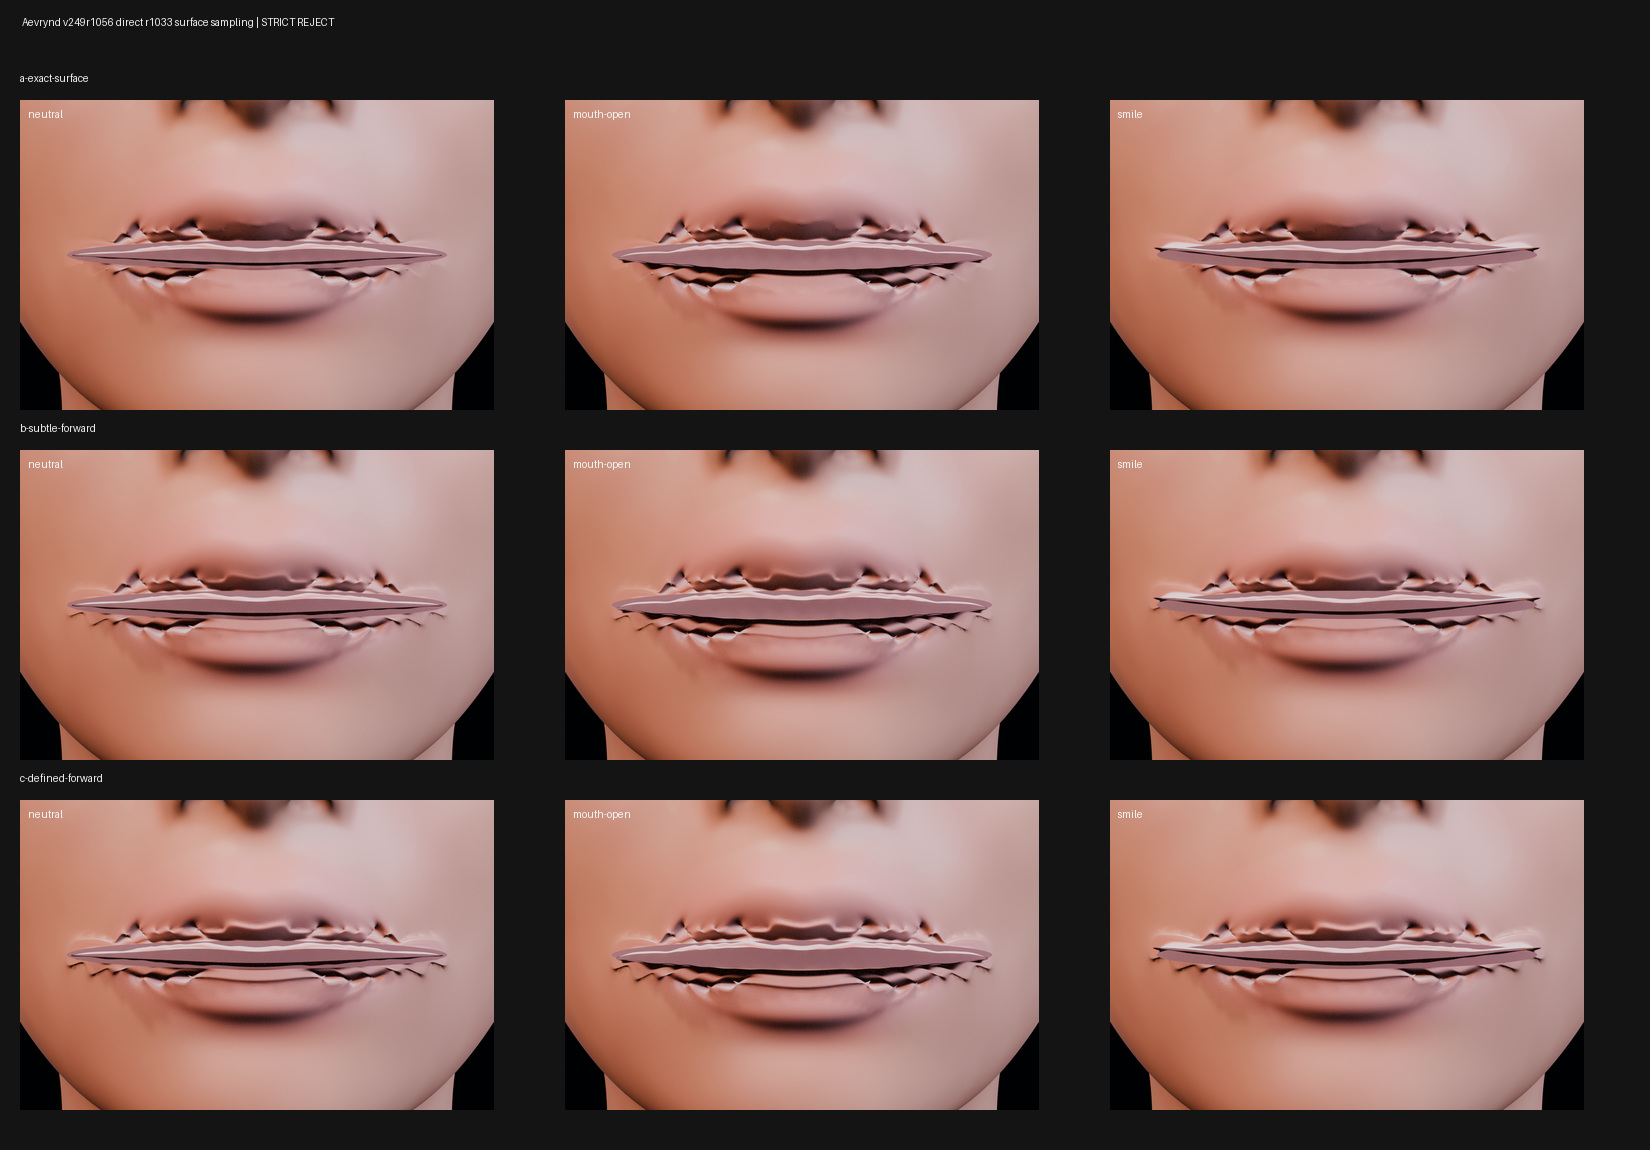 Aevrynd v249r1056 direct r1033 surface sampling | STRICT REJECT
a-exact-surface
neutral
mouth-open
smile
b-subtle-forward
neutral
mouth-open
smile
c-defined-forward
neutral
mouth-open
smile